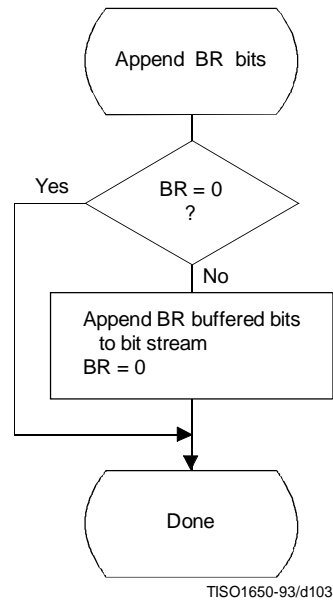 Append BR bits
Yes
BR = 0
?
No
Append BR buffered bits
to bit stream
BR = 0
Done
TISO1650-93/d103